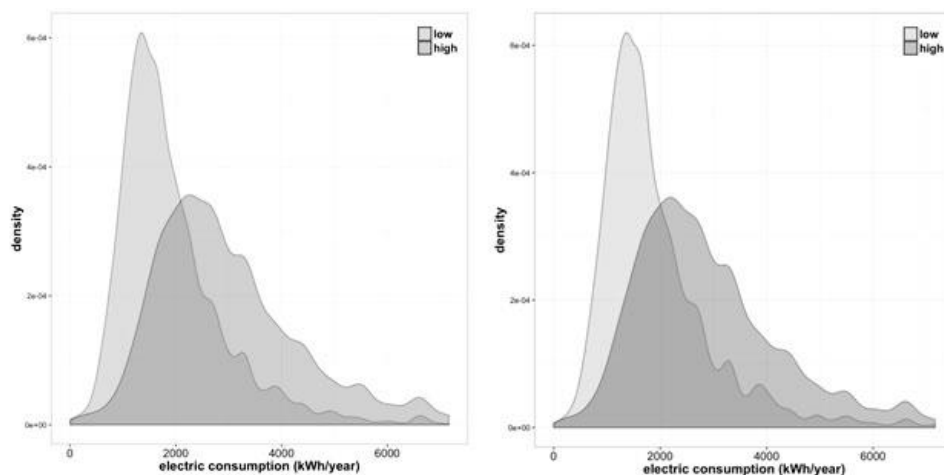 low
high
6e-04
4e-04
2e-04
0e+00
density
0
2000
4000
6000
electric consumption (kWh/year)
low
high
6e-04
4e-04
2e-04
0e+00
density
0
2000
4000
6000
electric consumption (kWh/year)